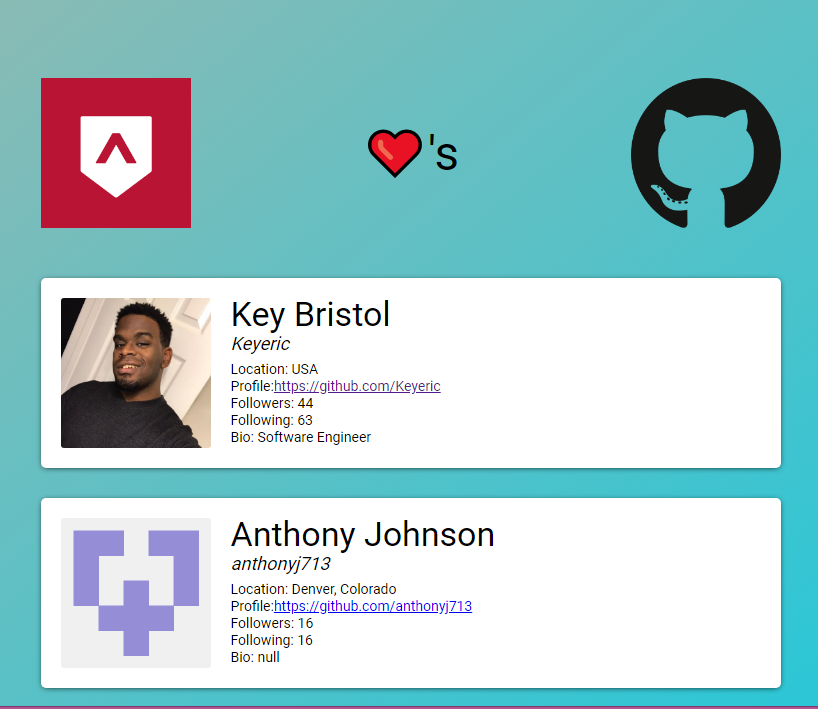 's
Key Bristol
Keyeric
Location: USA
Profile:https://github.com/Keyeric
Followers: 44
Following: 63
Bio: Software Engineer
Anthony Johnson
anthonyj713
Location: Denver, Colorado
Profile:https://github.com/anthonyj713
Followers: 16
Following: 16
Bio: null